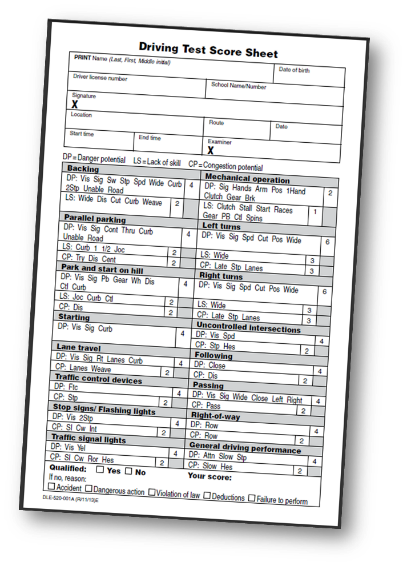 Driving Test Score Sheet
PRINT Name (Last, First, Middle initial)
Date of birth
Driver license number
School Name/Number
Signature
X
Location
Route
Date
Start time
End time
Examiner
X
DP = Danger potential LS = Lack of skill CP = Congestion potential
Backing
DP: Vis Sig Sw Stp Spd Wide Curb 4
2Stp Unable Road
LS: Wide Dis Cut Curb Weave 2
Parallel parking
DP: Vis Sig Cont Thru Curb 4
Unable Road
LS: Curb 1 1/2 Joc 2
CP: Try Dis Cent 2
Park and start on hill
DP: Vis Sig Pb Gear Wh Dis 4
Ctl Curb
LS: Joc Curb Ctl 2
CP: Dis 2
Starting
DP: Vis Sig Curb 4
Lane travel
DP: Vis Sig Rt Lanes Curb 4
CP: Lanes Weave 2
Traffic control devices
DP: Flc 4
CP: Stp 2
Stop signs/ Flashing lights
DP: Vis 2Stp 4
CP: Sl Cw Int 2
Traffic signal lights
DP: Vis Yel 4
CP: Sl Cw Ror Hes 2
Mechanical operation
DP: Sig Hands Arm Pos 1Hand 2
Clutch Gear Brk
LS: Clutch Stall Start Races 1
Gear PB Ctl Spins
Left turns
DP: Vis Sig Spd Cut Pos Wide 6
LS: Wide 3
CP: Late Stp Lanes 3
Right turns
DP: Vis Sig Spd Cut Pos Wide 6
LS: Wide 3
CP: Late Stp Lanes 3
Uncontrolled intersections
DP: Vis Spd 4
CP: Stp Hes 2
Following
DP: Close 4
CP: Dis 2
Passing
DP: Vis Sig Wide Close Left Right 4
CP: Pass 2
Right-of-way
DP: Row 4
CP: Row 2
General driving performance
DP: Attn Slow Stp 4
CP: Slow Hes 2
Qualified: Yes No
Your score:
If no, reason:
Accident Dangerous action Violation of law Deductions Failure to perform
DLE-520-001A (R/11/10)E